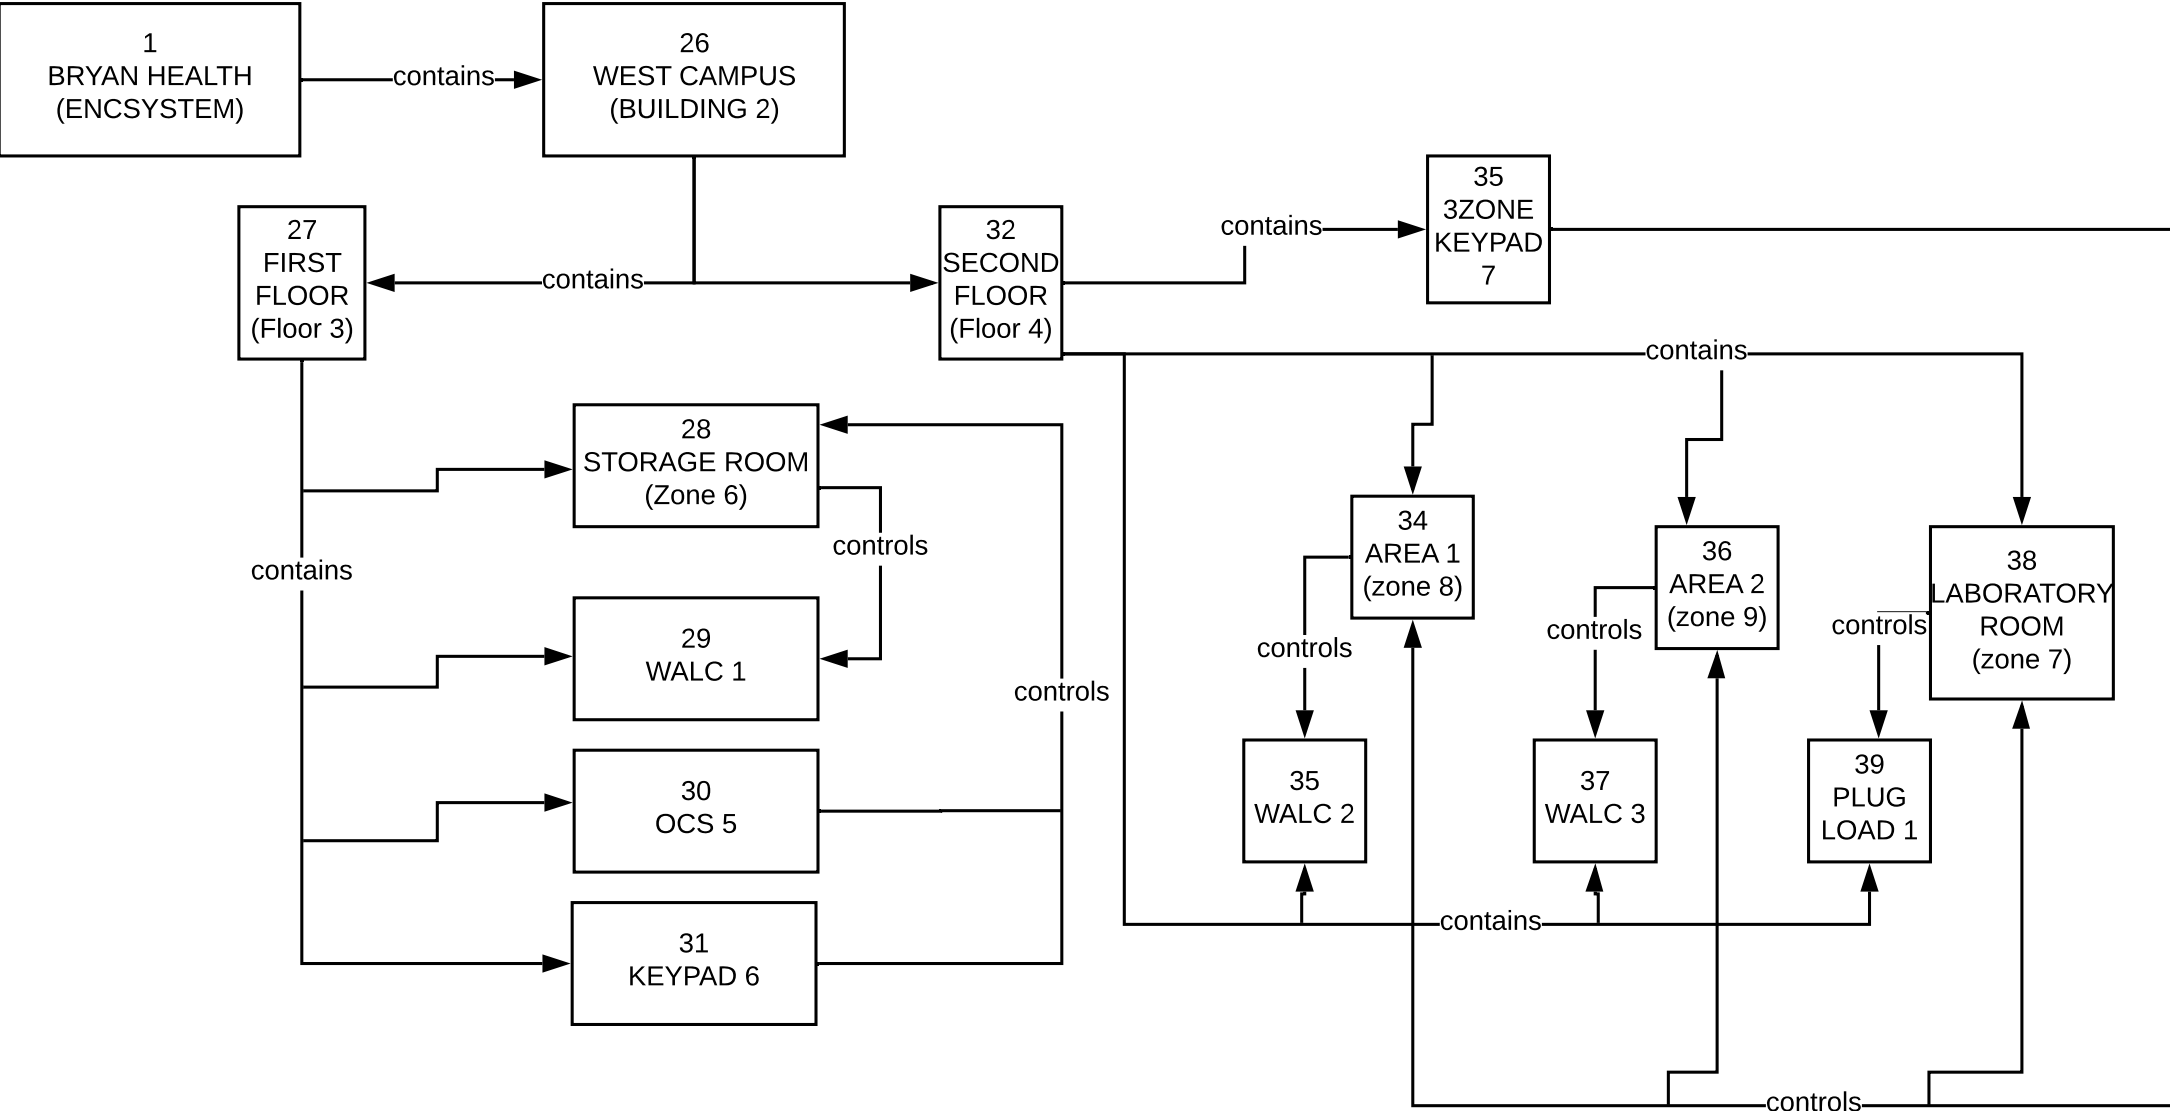 1
BRYAN HEALTH
(ENCSYSTEM)
contains
26
WEST CAMPUS
(BUILDING 2)
27
FIRST
FLOOR
(Floor 3)
contains
32
SECOND
FLOOR
(Floor 4)
contains
35
3ZONE
KEYPAD
7
contains
28
STORAGE ROOM
(Zone 6)
controls
contains
29
WALC 1
controls
30
OCS 5
31
KEYPAD 6
34
AREA 1
(zone 8)
controls
36
AREA 2
(zone 9)
controls
38
LABORATORY
ROOM
(zone 7)
controls
35
WALC 2
37
WALC 3
39
PLUG
LOAD 1
contains
controls